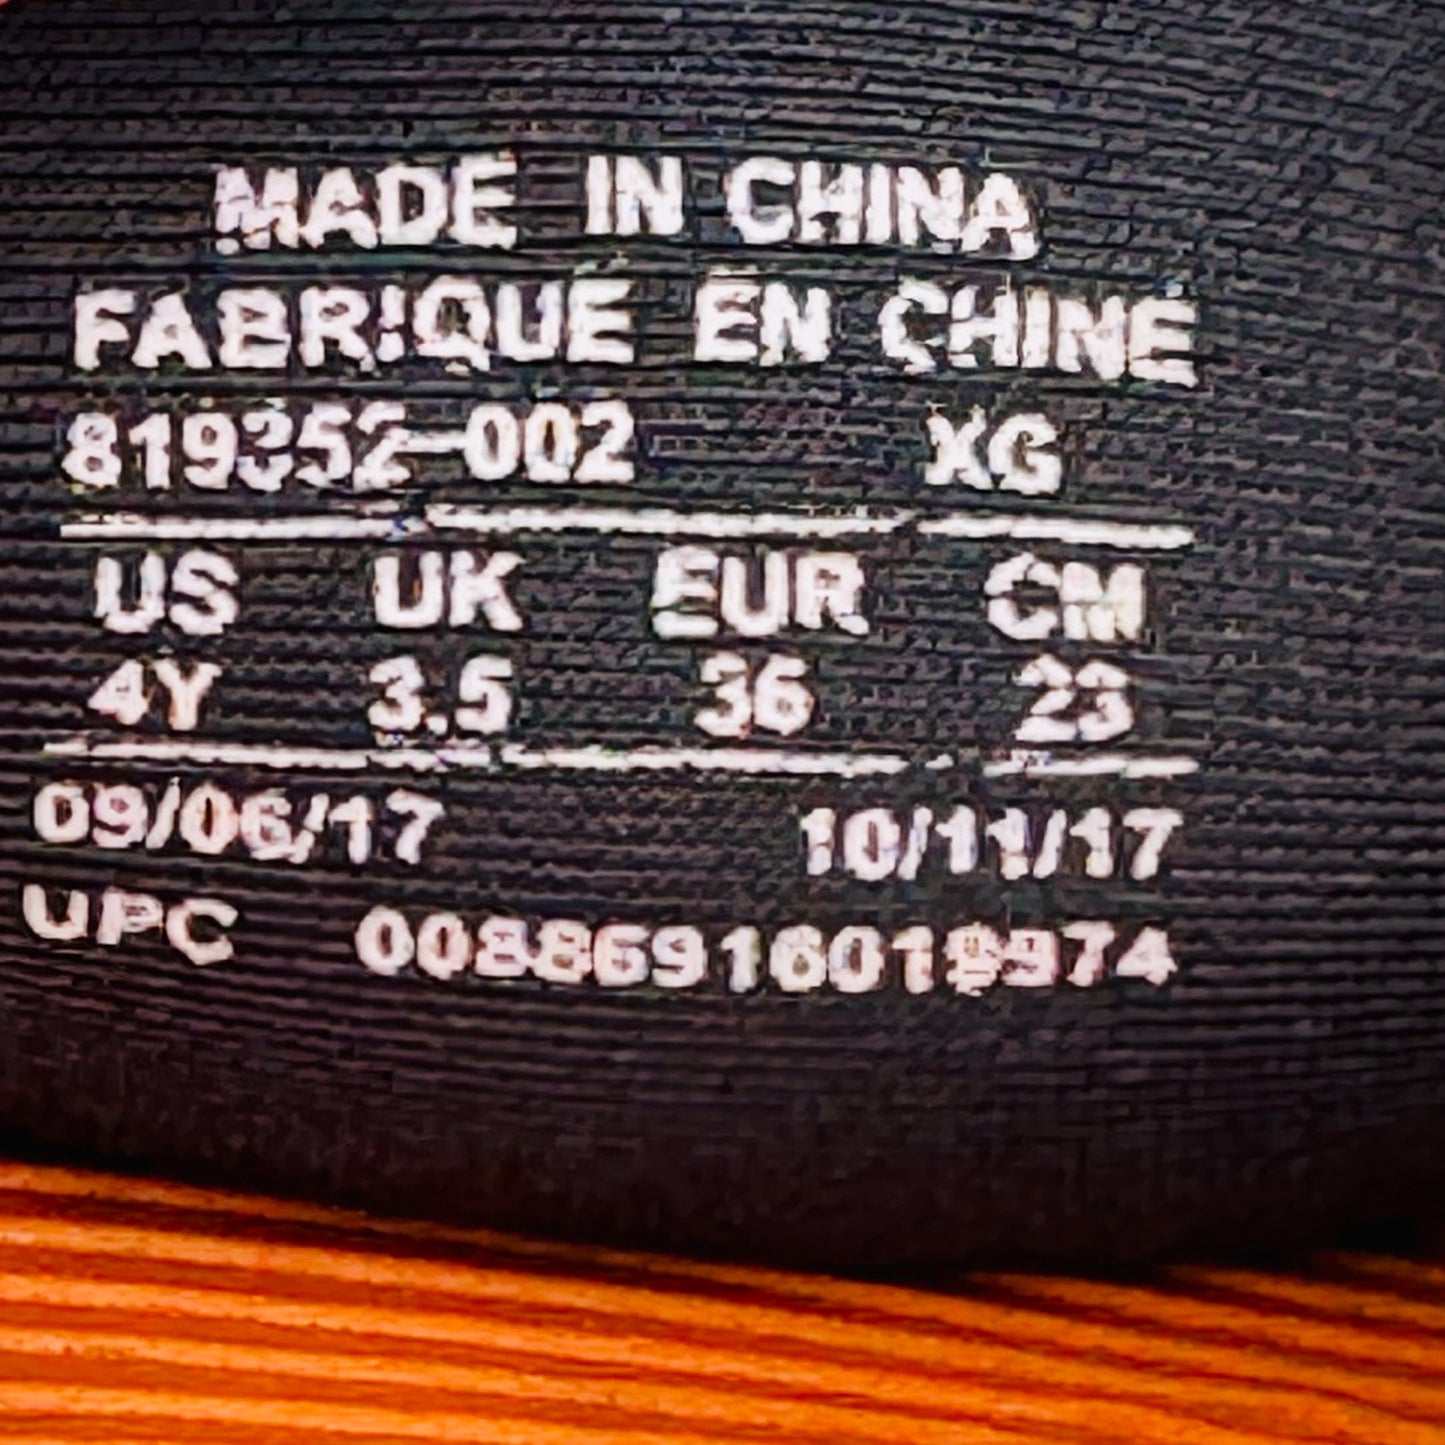 MADE IN CHINA
FABRIQUÉ EN CHINE
819352-002 XG
US UK EUR CM
4Y 3.5 36 23
09/06/17 10/11/17
UPC